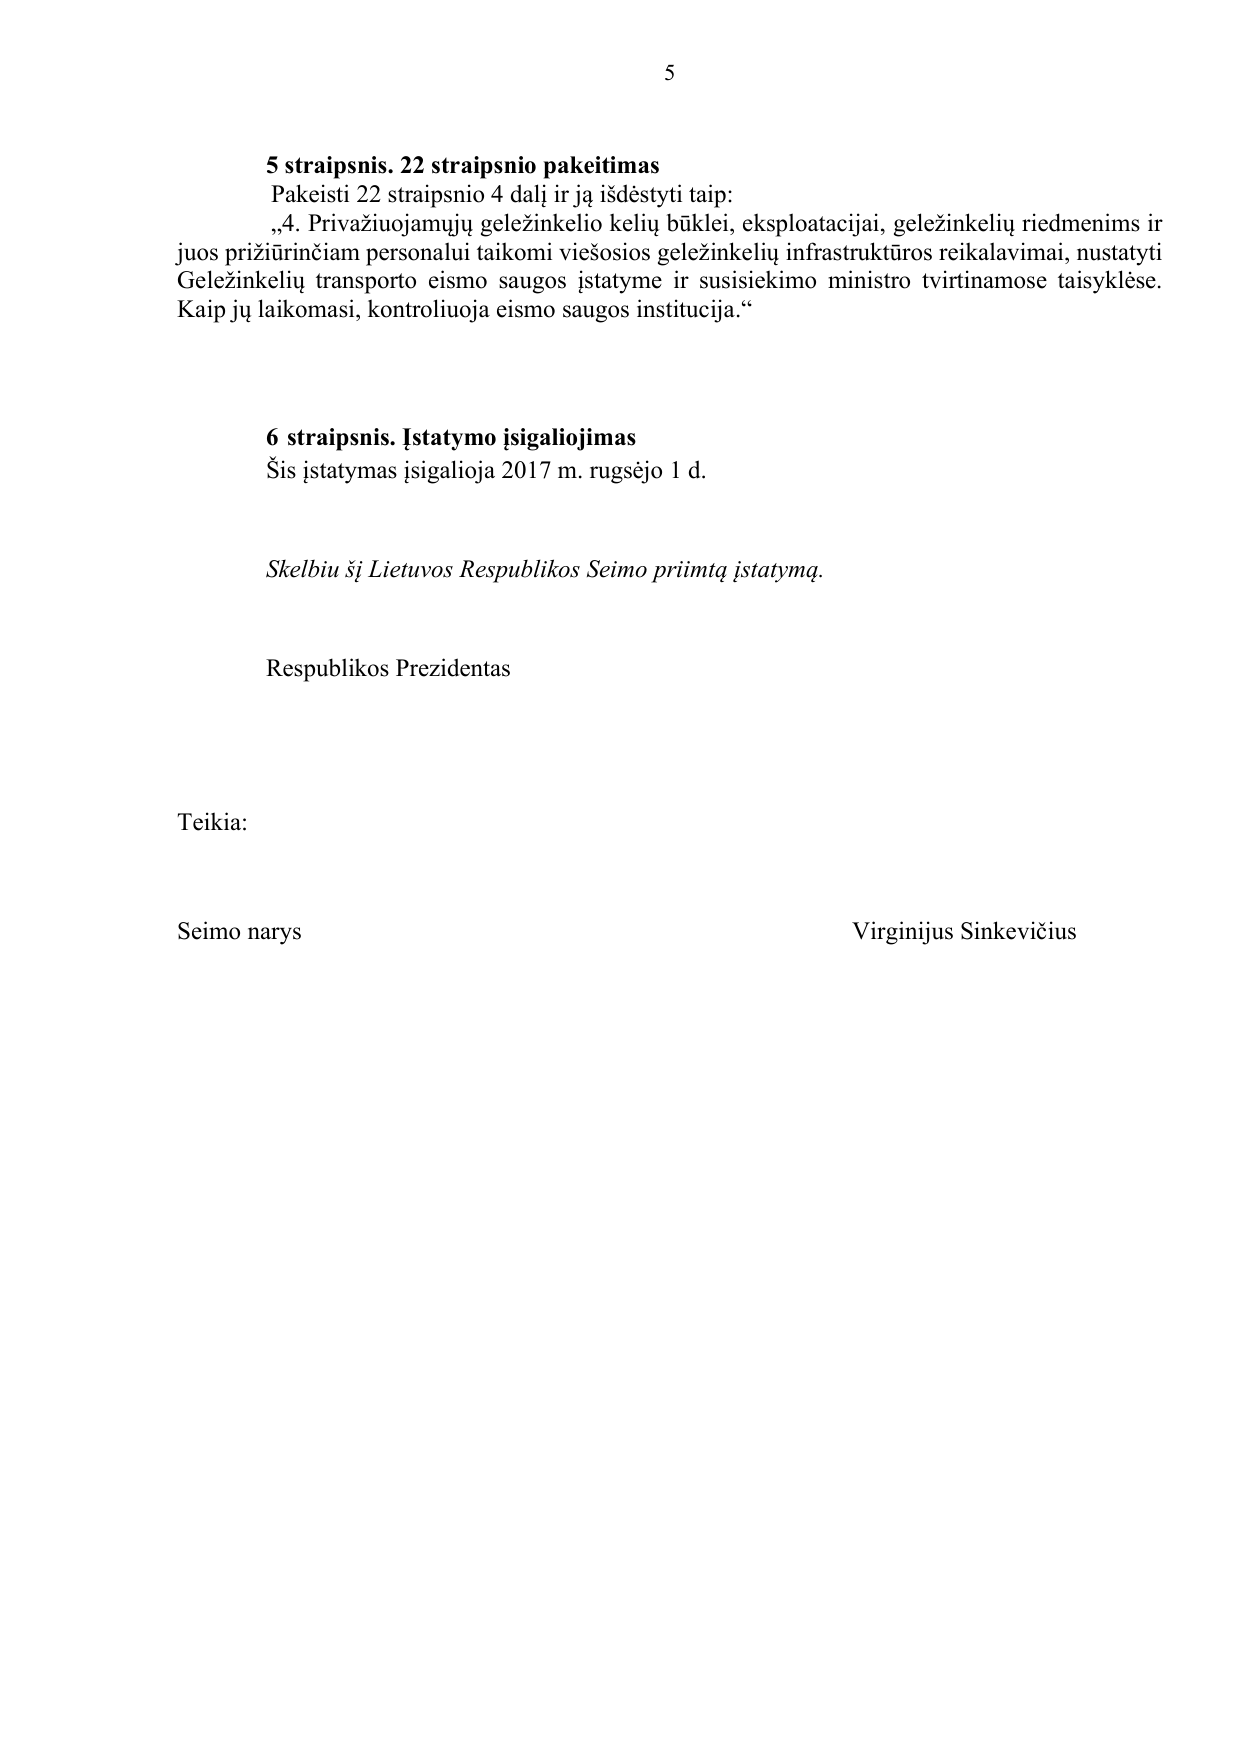 5
5 straipsnis. 22 straipsnio pakeitimas
Pakeisti 22 straipsnio 4 dalį ir ją išdėstyti taip:
„4. Privažiuojamųjų geležinkelio kelių būklei, eksploatacijai, geležinkelių riedmenims ir
juos prižiūrinčiam personalui taikomi viešosios geležinkelių infrastruktūros reikalavimai, nustatyti
Geležinkelių transporto eismo saugos įstatyme ir susisiekimo ministro tvirtinamose taisyklėse.
Kaip jų laikomasi, kontroliuoja eismo saugos institucija.“
6 straipsnis. Įstatymo įsigaliojimas
Šis įstatymas įsigalioja 2017 m. rugsėjo 1 d.
Skelbiu šį Lietuvos Respublikos Seimo priimtą įstatymą.
Respublikos Prezidentas
Teikia:
Seimo narys Virginijus Sinkevičius